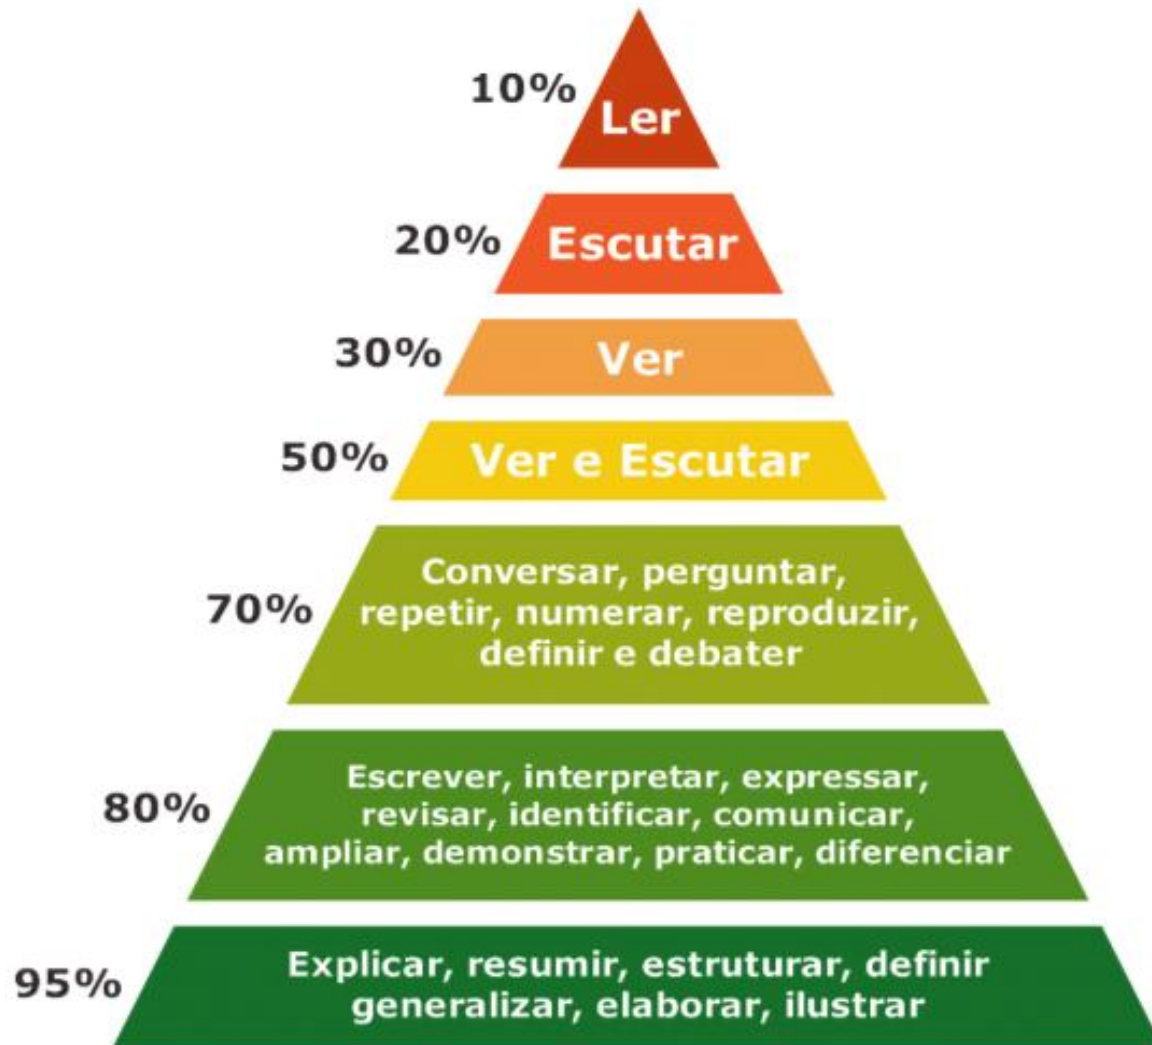 10%
Ler
20%
Escutar
30%
Ver
50%
Ver e Escutar
70%
Conversar, perguntar,
repetir, numerar, reproduzir,
definir e debater
80%
Escrever, interpretar, expressar,
revisar, identificar, comunicar,
ampliar, demonstrar, praticar, diferenciar
95%
Explicar, resumir, estruturar, definir
generalizar, elaborar, ilustrar